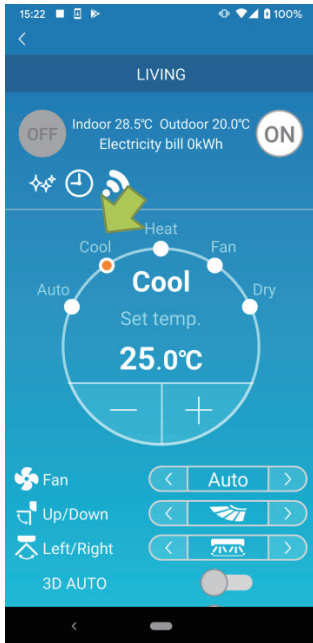 15:22 100%
LIVING
OFF Indoor 28.5℃ Outdoor 20.0℃ ON
Electricity bill 0kWh
Heat
Cool Fan
Auto Cool Dry
Set temp.
25.0℃
Fan Auto
Up/Down
Left/Right
3D AUTO